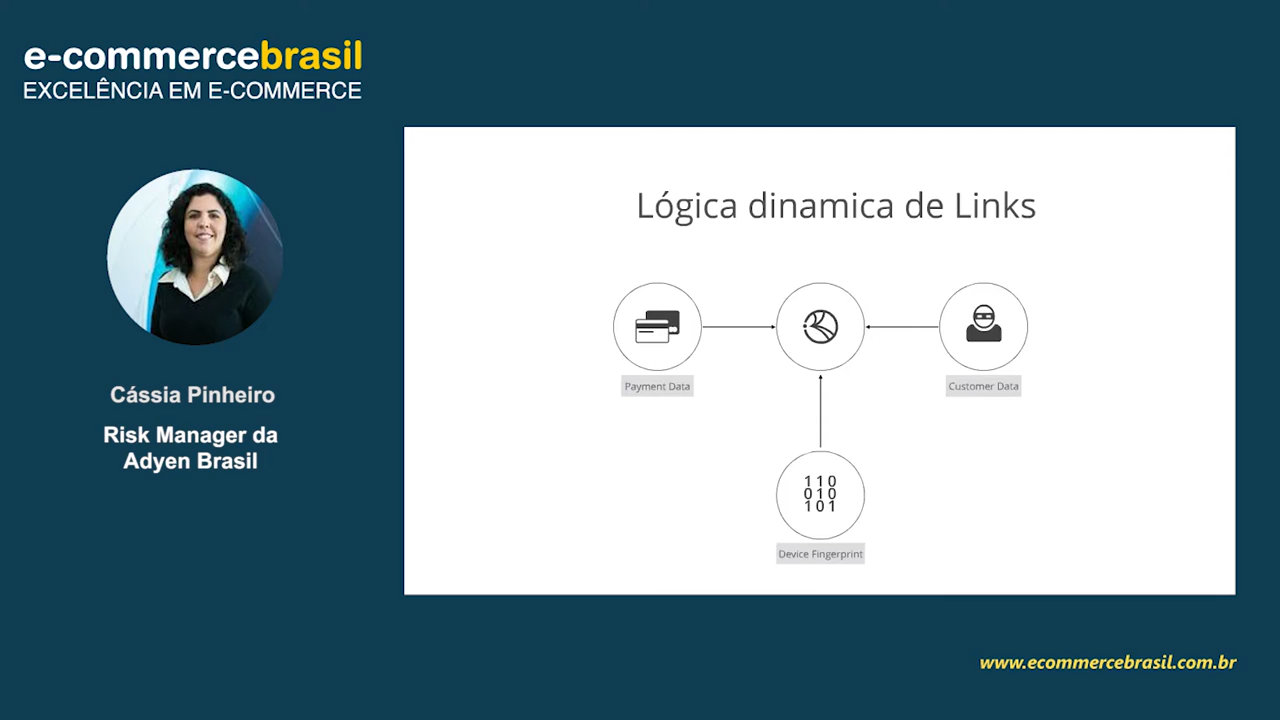 e-commercebrasil
EXCELÊNCIA EM E-COMMERCE
Cássia Pinheiro
Risk Manager da
Adyen Brasil
Lógica dinamica de Links
Payment Data
Customer Data
110
010
101
Device Fingerprint
www.ecommercebrasil.com.br